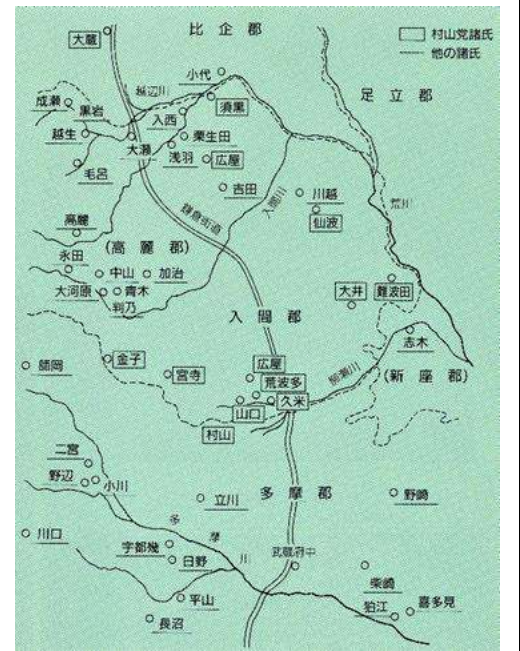 比企郡
村山党諸氏
他の諸氏
大蔵
小代
足立郡
越辺川
成瀬
黒岩
須黒
入西
越生
大瀬
栗生田
浅羽
広屋
毛呂
吉田
川越
入間川
荒川
仙波
鎌倉街道
高麗
(高麗郡)
永田
中山
加治
大河原
青木
判乃
大井
難波田
入間郡
志木
金子
広屋
師岡
宮寺
荒波多
柳瀬川
(新座郡)
久米
山口
村山
二宮
野辺
小川
立川
多摩郡
野崎
多摩川
川口
宇都幾
日野
武蔵府中
柴崎
平山
狛江
喜多見
長沼